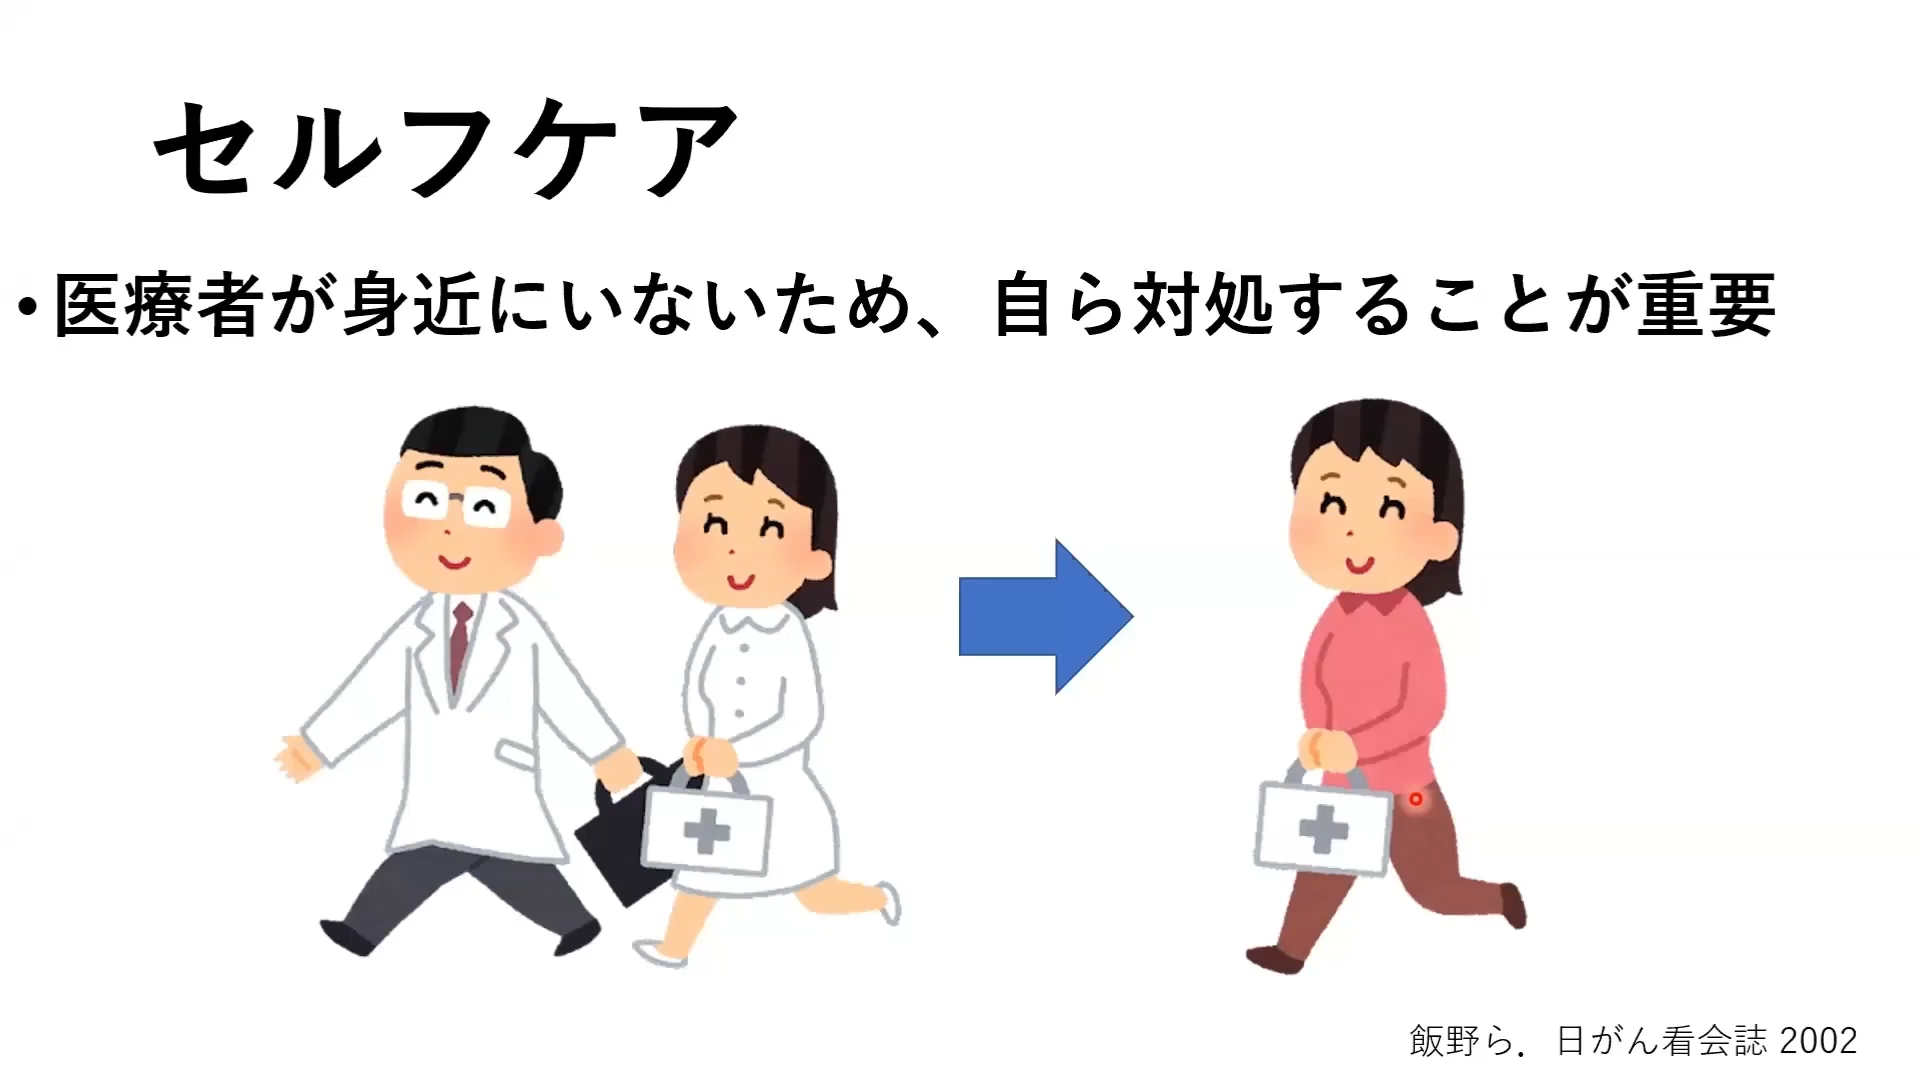 セルフケア
•医療者が身近にいないため、自ら対処することが重要
飯野ら．日がん看会誌 2002